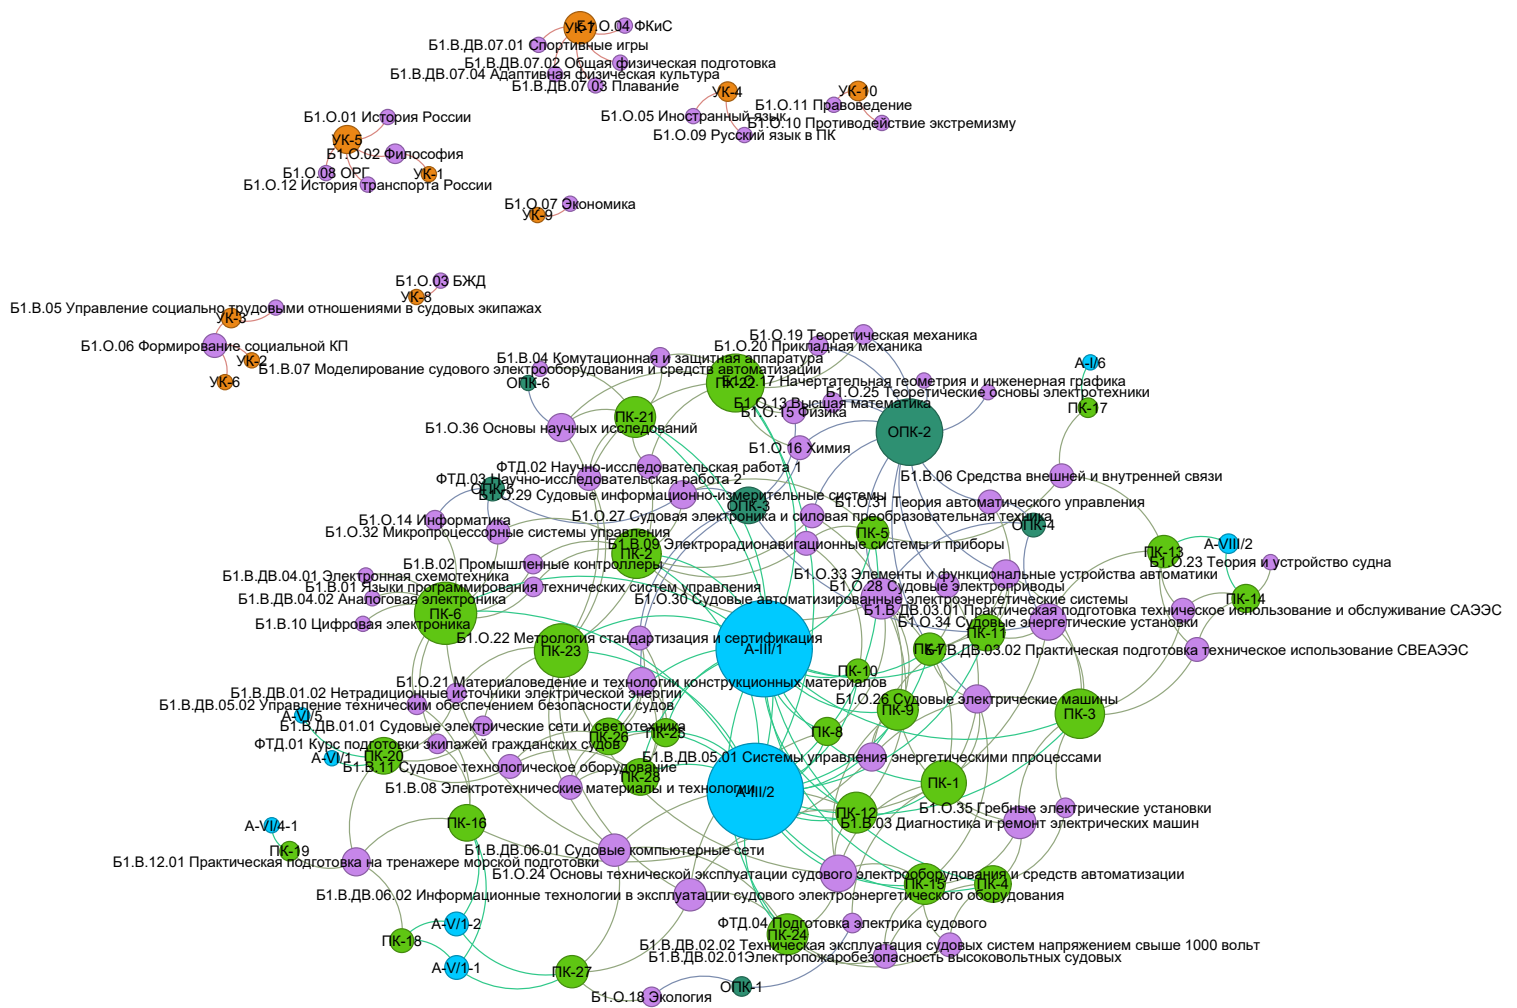 УК-7
Б1.О.04 ФКиС
Б1.В.ДВ.07.01 Спортивные игры
Б1.В.ДВ.07.02 Общая физическая подготовка
Б1.В.ДВ.07.04 Адаптивная физическая культура
Б1.В.ДВ.07.03 Плавание
УК-4
УК-10
Б1.О.11 Правоведение
Б1.О.01 История России
Б1.О.05 Иностранный язык
Б1.О.10 Противодействие экстремизму
Б1.О.09 Русский язык в ПК
УК-5
Б1.О.02 Философия
Б1.О.08 ОРГ
УК-1
Б1.О.12 История транспорта России
Б1.О.07 Экономика
УК-9
Б1.О.03 БЖД
УК-8
Б1.В.05 Управление социально трудовыми отношениями в судовых экипажах
УК-3
Б1.О.19 Теоретическая механика
Б1.О.06 Формирование социальной КП
Б1.О.20 Прикладная механика
УК-2
Б1.В.04 Комутационная и защитная аппаратура
А-I/6
Б1.В.07 Моделирование судового электрооборудования и средств автоматизации
УК-6
ОПК-6
ПК-22
Б1.О.17 Начертательная геометрия и инженерная графика
Б1.О.25 Теоретические основы электротехники
Б1.О.13 Высшая математика
ПК-17
Б1.О.15 Физика
ПК-21
Б1.О.36 Основы научных исследований
ОПК-2
Б1.О.16 Химия
ФТД.02 Научно-исследовательская работа 1
Б1.В.06 Средства внешней и внутренней связи
ФТД.03 Научно-исследовательская работа 2
ОПК-5
Б1.О.29 Судовые информационно-измерительные системы
ОПК-3
Б1.О.31 Теория автоматического управления
Б1.О.14 Информатика
Б1.О.27 Судовая электроника и силовая преобразовательная техника
ОПК-4
Б1.О.32 Микропроцессорные системы управления
ПК-5
Б1.В.09 Электрорадионавигационные системы и приборы
А-VIII/2
ПК-2
ПК-13
Б1.О.23 Теория и устройство судна
Б1.В.02 Промышленные контроллеры
Б1.В.ДВ.04.01 Электронная схемотехника
Б1.О.33 Элементы и функциональные устройства автоматики
Б1.В.01 Языки программирования технических систем управления
Б1.О.28 Судовые электроприводы
Б1.В.ДВ.04.02 Аналоговая электроника
Б1.О.30 Судовые автоматизированные электроэнергетические системы
ПК-14
ПК-6
Б1.В.ДВ.03.01 Практическая подготовка техническое использование и обслуживание САЭЭС
Б1.В.10 Цифровая электроника
Б1.О.34 Судовые энергетические установки
ПК-11
Б1.О.22 Метрология стандартизация и сертификация
ПК-23
А-III/1
ПК-7
Б1.В.ДВ.03.02 Практическая подготовка техническое использование СВЕАЭЭС
ПК-10
Б1.О.21 Материаловедение и технологии конструкционных материалов
Б1.В.ДВ.01.02 Нетрадиционные источники электрической энергии
Б1.О.26 Судовые электрические машины
Б1.В.ДВ.05.02 Управление техническим обеспечением безопасности судов
ПК-9
ПК-3
А-VI/5
Б1.В.ДВ.01.01 Судовые электрические сети и светотехника
ПК-8
ПК-26
ПК-25
ФТД.01 Курс подготовки экипажей гражданских судов
ПК-20
А-VI/1
Б1.В.ДВ.05.01 Системы управления энергетическими ппроцессами
Б1.В.11 Судовое технологическое оборудование
ПК-28
ПК-1
Б1.В.08 Электротехнические материалы и технологии
А-III/2
Б1.О.35 Гребные электрические установки
ПК-12
ПК-16
Б1.В.03 Диагностика и ремонт электрических машин
А-VI/4-1
ПК-19
Б1.В.ДВ.06.01 Судовые компьютерные сети
Б1.В.12.01 Практическая подготовка на тренажере морской подготовки
Б1.О.24 Основы технической эксплуатации судового электрооборудования и средств автоматизации
ПК-15
ПК-4
Б1.В.ДВ.06.02 Информационные технологии в эксплуатации судового электроэнергетического оборудования
А-V/1-2
ФТД.04 Подготовка электрика судового
ПК-24
ПК-18
Б1.В.ДВ.02.02 Техническая эксплуатация судовых систем напряжением свыше 1000 вольт
Б1.В.ДВ.02.01Электропожаробезопасность высоковольтных судовых
А-V/1-1
ПК-27
ОПК-1
Б1.О.18 Экология